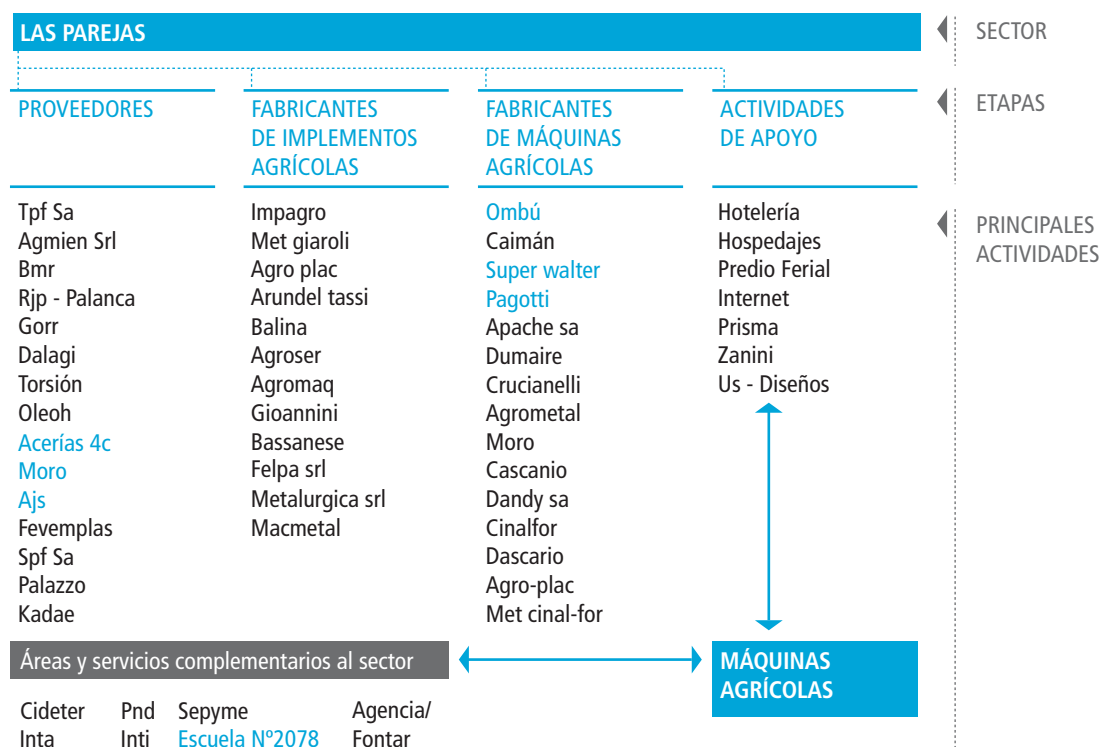 LAS PAREJAS
SECTOR
PROVEEDORES
FABRICANTES
DE IMPLEMENTOS
AGRÍCOLAS
FABRICANTES
DE MÁQUINAS
AGRÍCOLAS
ACTIVIDADES
DE APOYO
ETAPAS
Tpf Sa
Agmien Srl
Bmr
Rjp - Palanca
Gorr
Dalagi
Torsión
Oleoh
Acerías 4c
Moro
Ajs
Fevemplas
Spf Sa
Palazzo
Kadae
Impagro
Met giaroli
Agro plac
Arundel tassi
Balina
Agroser
Agromaq
Gioannini
Bassanese
Felpa srl
Metalurgica srl
Macmetal
Ombú
Caimán
Super walter
Pagotti
Apache sa
Dumaire
Crucianelli
Agrometal
Moro
Cascanio
Dandy sa
Cinalfor
Dascario
Agro-plac
Met cinal-for
Hotelería
Hospedajes
Predio Ferial
Internet
Prisma
Zanini
Us - Diseños
PRINCIPALES
ACTIVIDADES
Áreas y servicios complementarios al sector
MÁQUINAS
AGRÍCOLAS
Cideter Pnd Sepyme Agencia/
Inta Inti Escuela Nº2078 Fontar